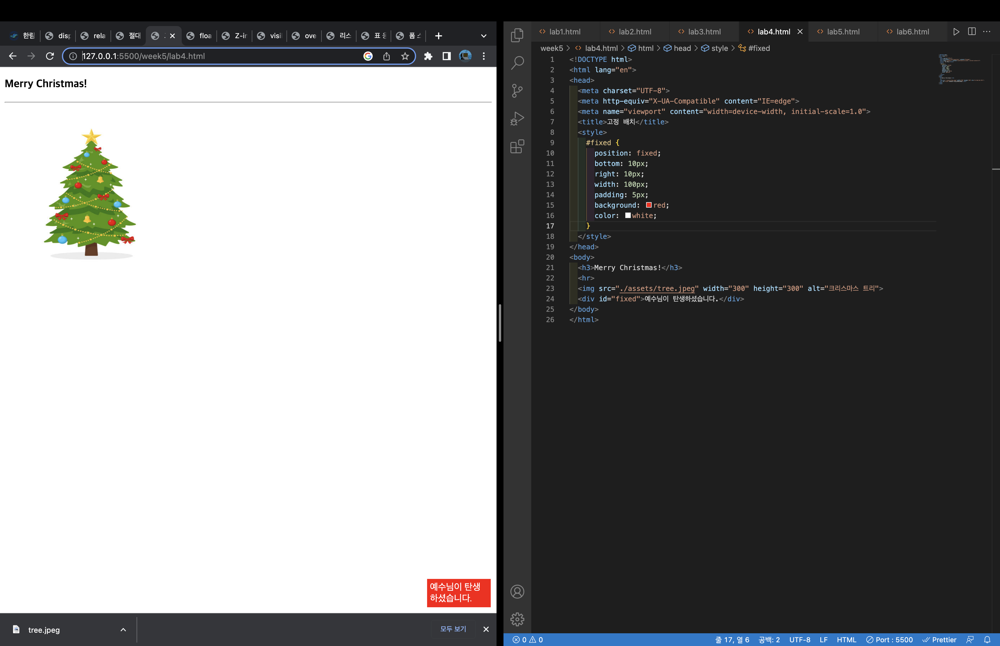 한림
disp
rela
절대
floa
Z-in
visi
ove
리스
표 응
폼 스
127.0.0.1:5500/week5/lab4.html
Merry Christmas!
예수님이 탄생
하셨습니다.
tree.jpeg
모두 보기
lab1.html
lab2.html
lab3.html
lab4.html
lab5.html
lab6.html
week5 > lab4.html > html > head > style > #fixed
1 <!DOCTYPE html>
2 <html lang="en">
3 <head>
4 <meta charset="UTF-8">
5 <meta http-equiv="X-UA-Compatible" content="IE=edge">
6 <meta name="viewport" content="width=device-width, initial-scale=1.0">
7 <title>고정 배치</title>
8 <style>
9 #fixed {
10 position: fixed;
11 bottom: 10px;
12 right: 10px;
13 width: 100px;
14 padding: 5px;
15 background: red;
16 color: white;
17 }
18 </style>
19 </head>
20 <body>
21 <h3>Merry Christmas!</h3>
22 <hr>
23 <img src="./assets/tree.jpeg" width="300" height="300" alt="크리스마스 트리">
24 <div id="fixed">예수님이 탄생하셨습니다.</div>
25 </body>
26 </html>
0 0 줄 17, 열 6 공백: 2 UTF-8 LF HTML Port : 5500 Prettier